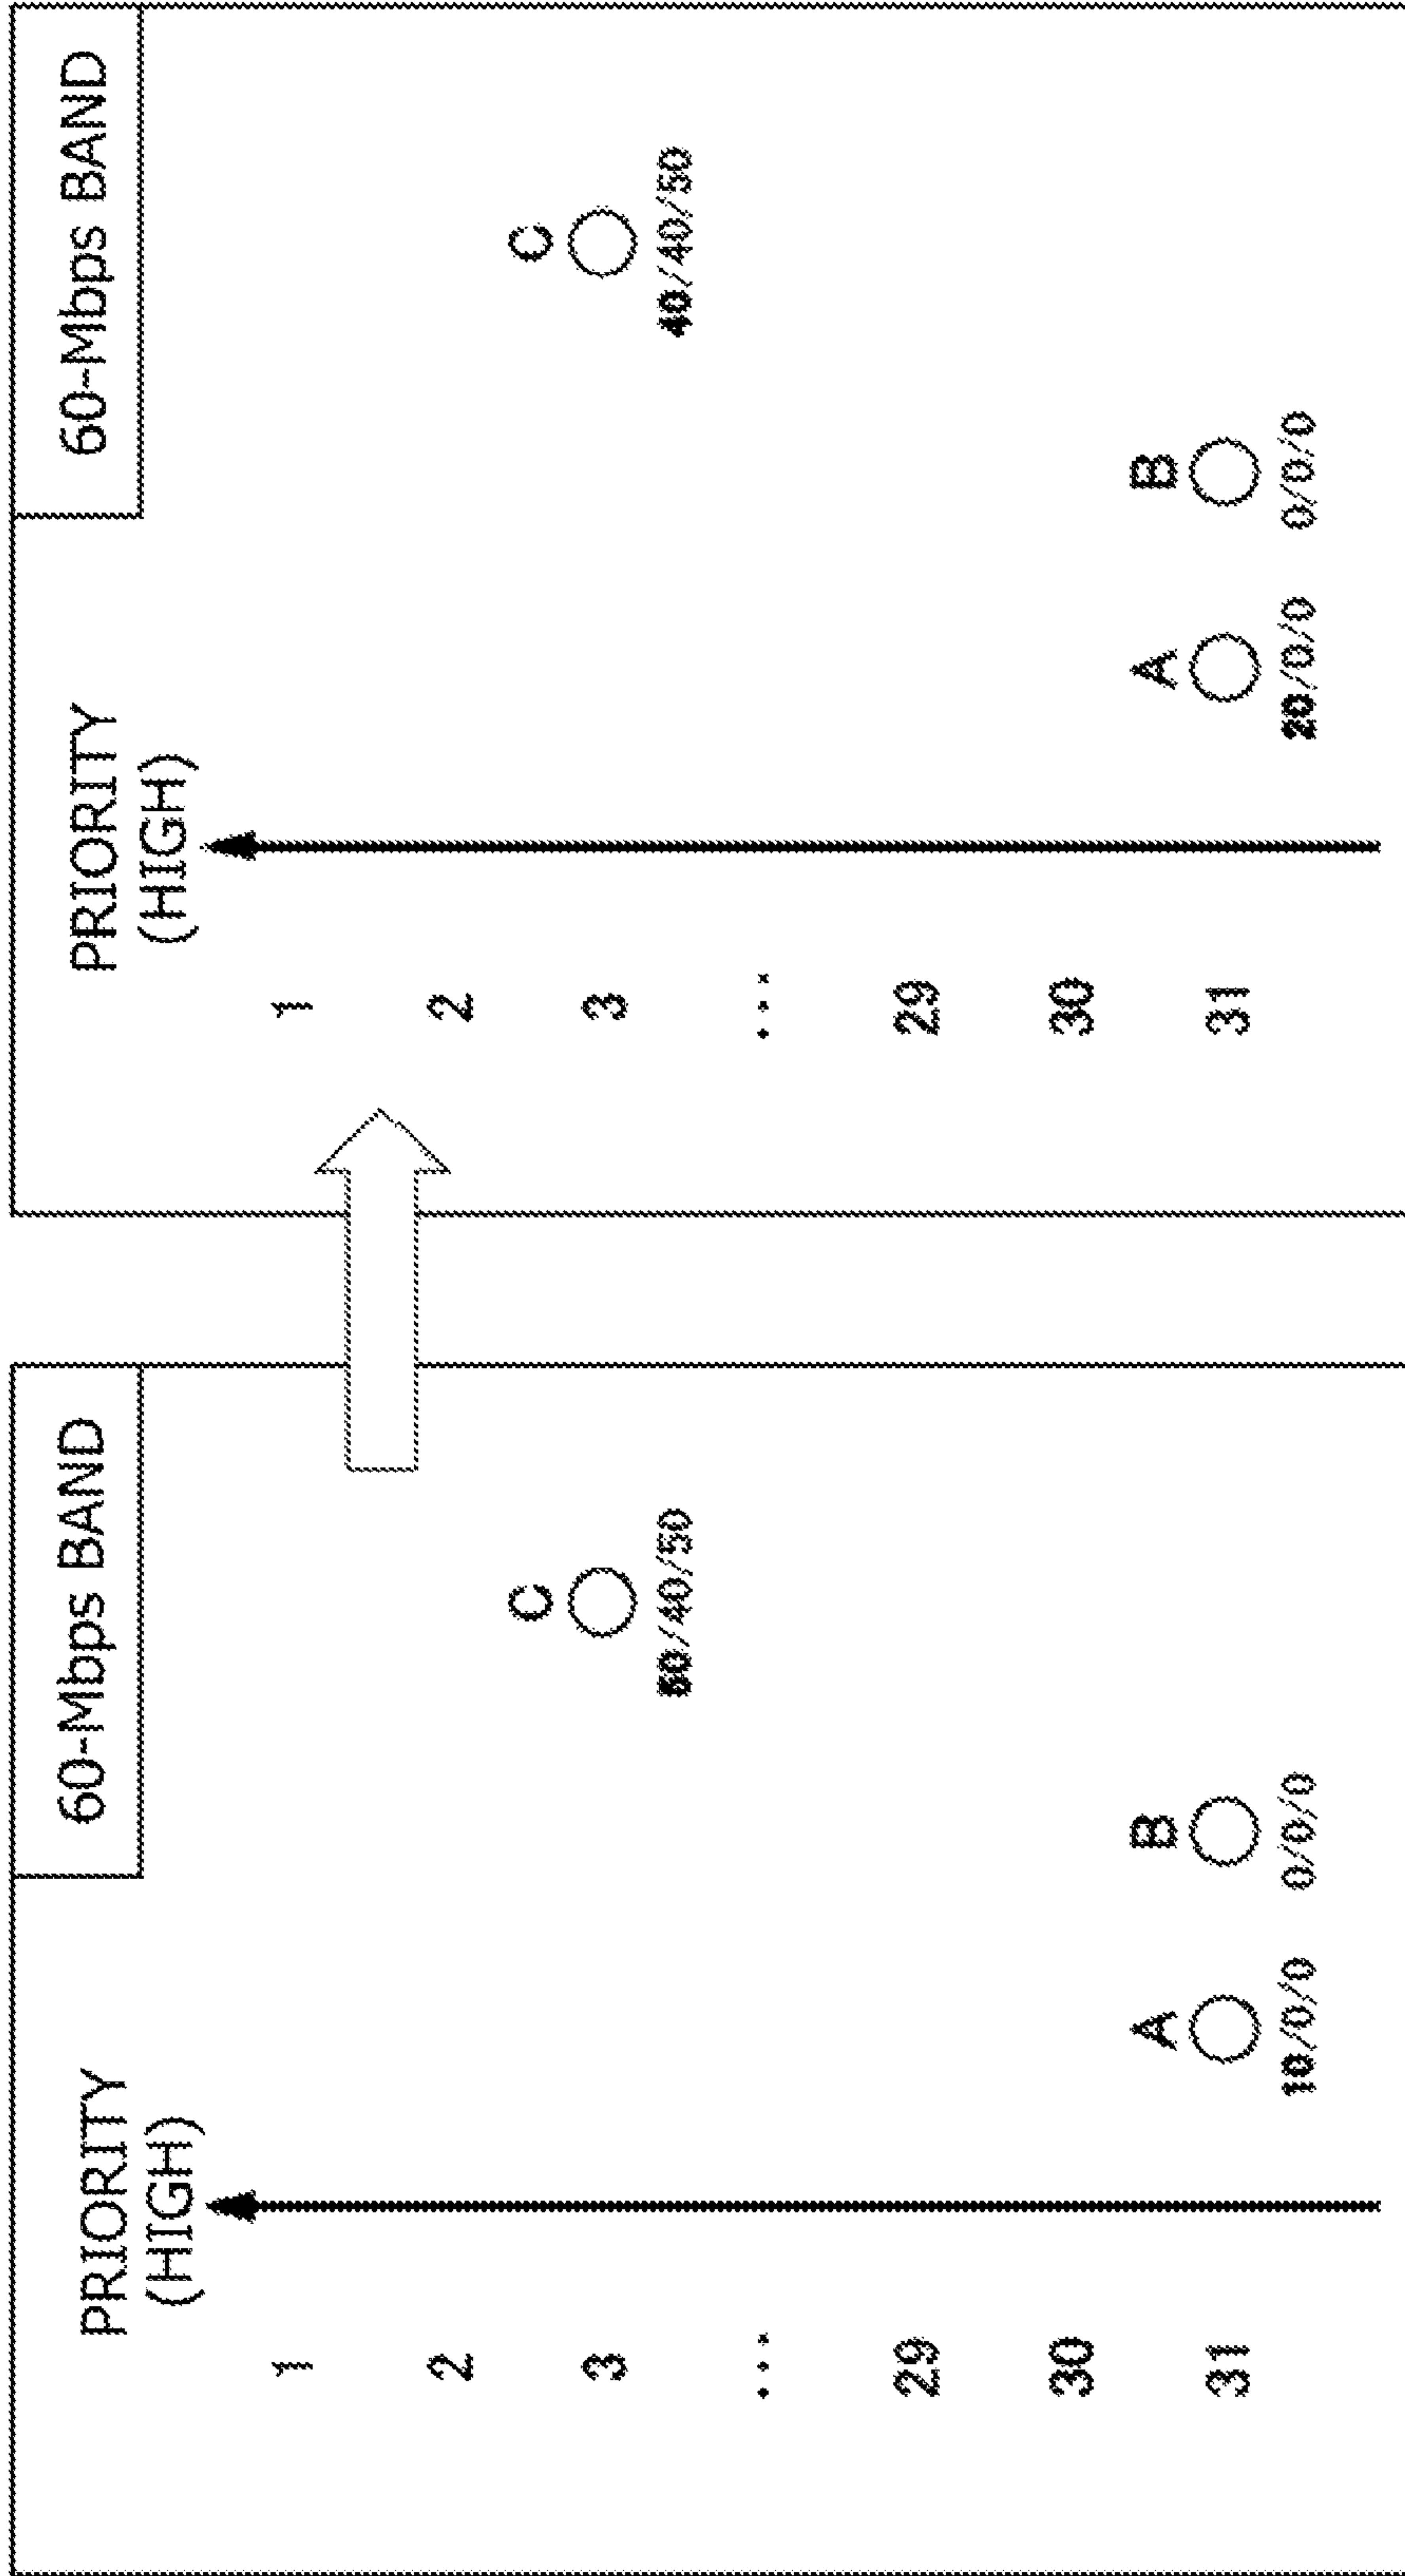 60-Mbps BAND
PRIORITY
(HIGH)
1
2
3
...
29
30
31
C
50/40/50
A
B
10/0/0
0/0/0
60-Mbps BAND
PRIORITY
(HIGH)
1
2
3
...
29
30
31
C
40/40/50
A
B
20/0/0
0/0/0